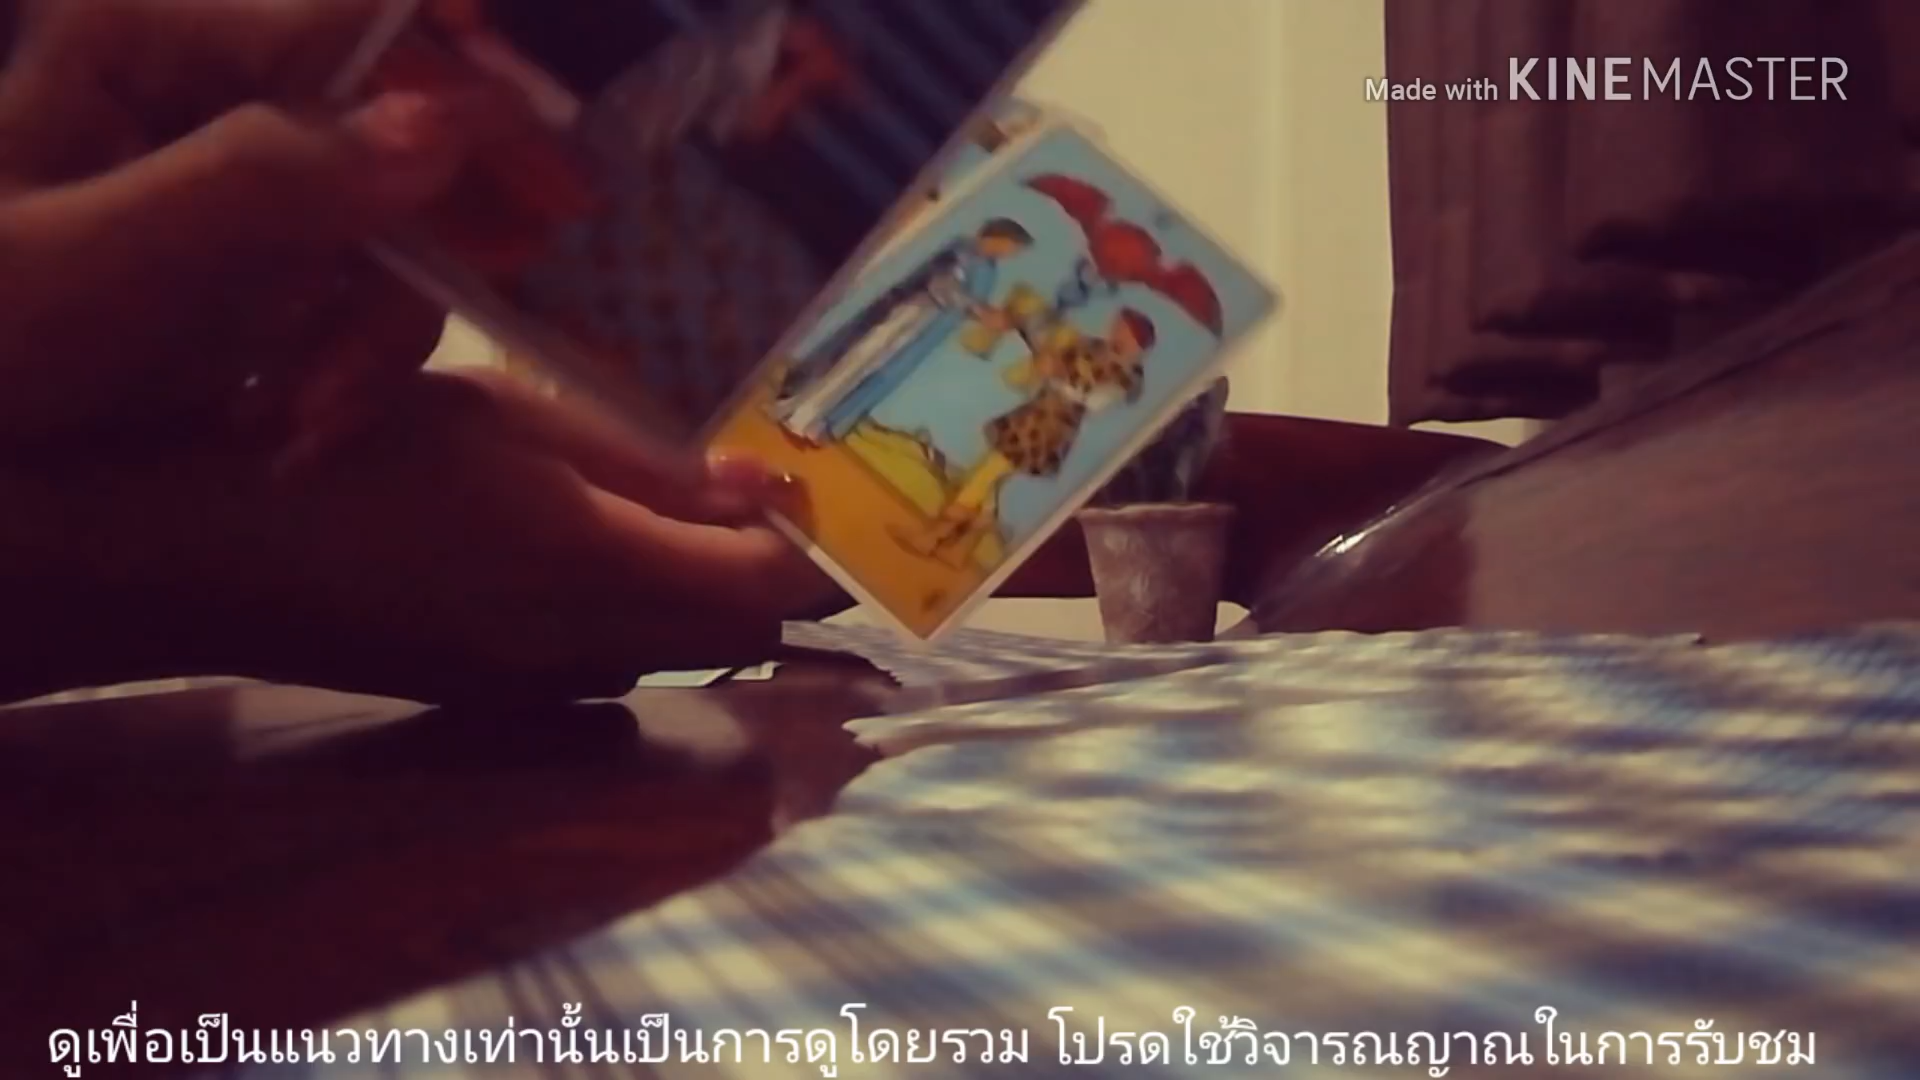 Made with KINEMASTER
ดูเพื่อเป็นแนวทางเท่านั้นเป็นการดูโดยรวม โปรดใช้วิจารณญาณในการรับชม